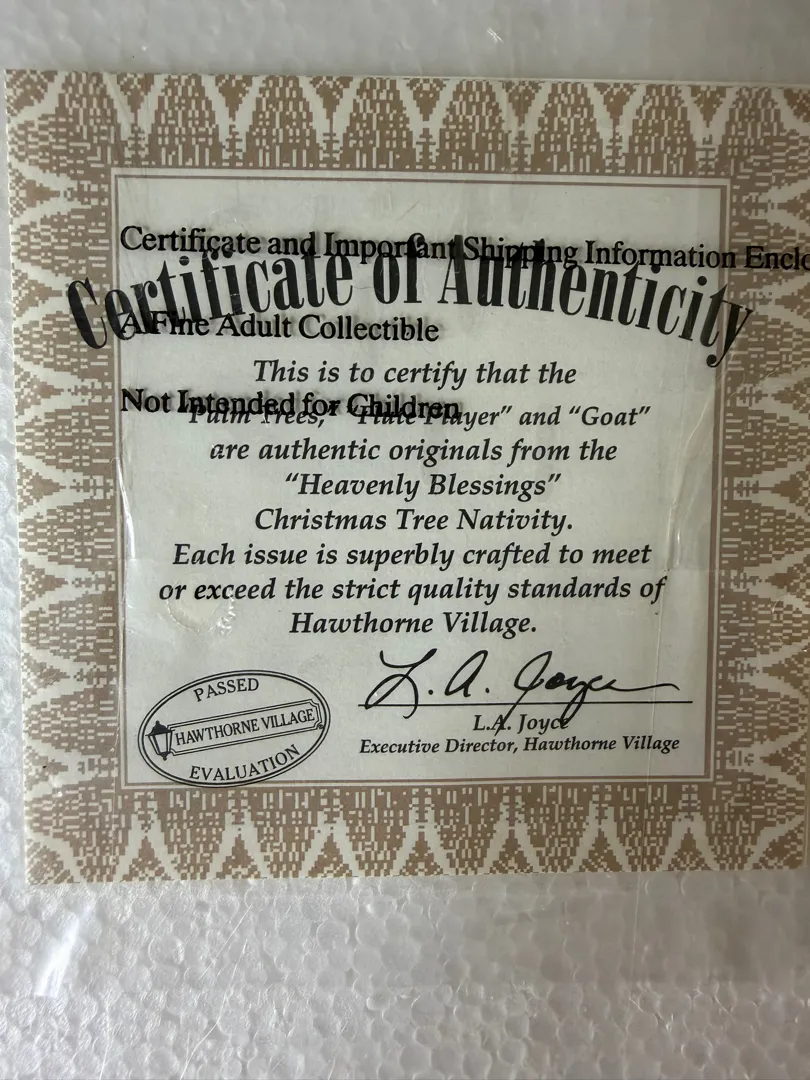 Certificate and Important Shipping Information Enclo
Certificate of Authenticity
A Fine Adult Collectible
This is to certify that the
Not Intended for Children
“Palm Trees,” “Flute Player” and “Goat”
are authentic originals from the
“Heavenly Blessings”
Christmas Tree Nativity.
Each issue is superbly crafted to meet
or exceed the strict quality standards of
Hawthorne Village.
L. A. Joyce
PASSED
HAWTHORNE VILLAGE
EVALUATION
L.A. Joyce
Executive Director, Hawthorne Village